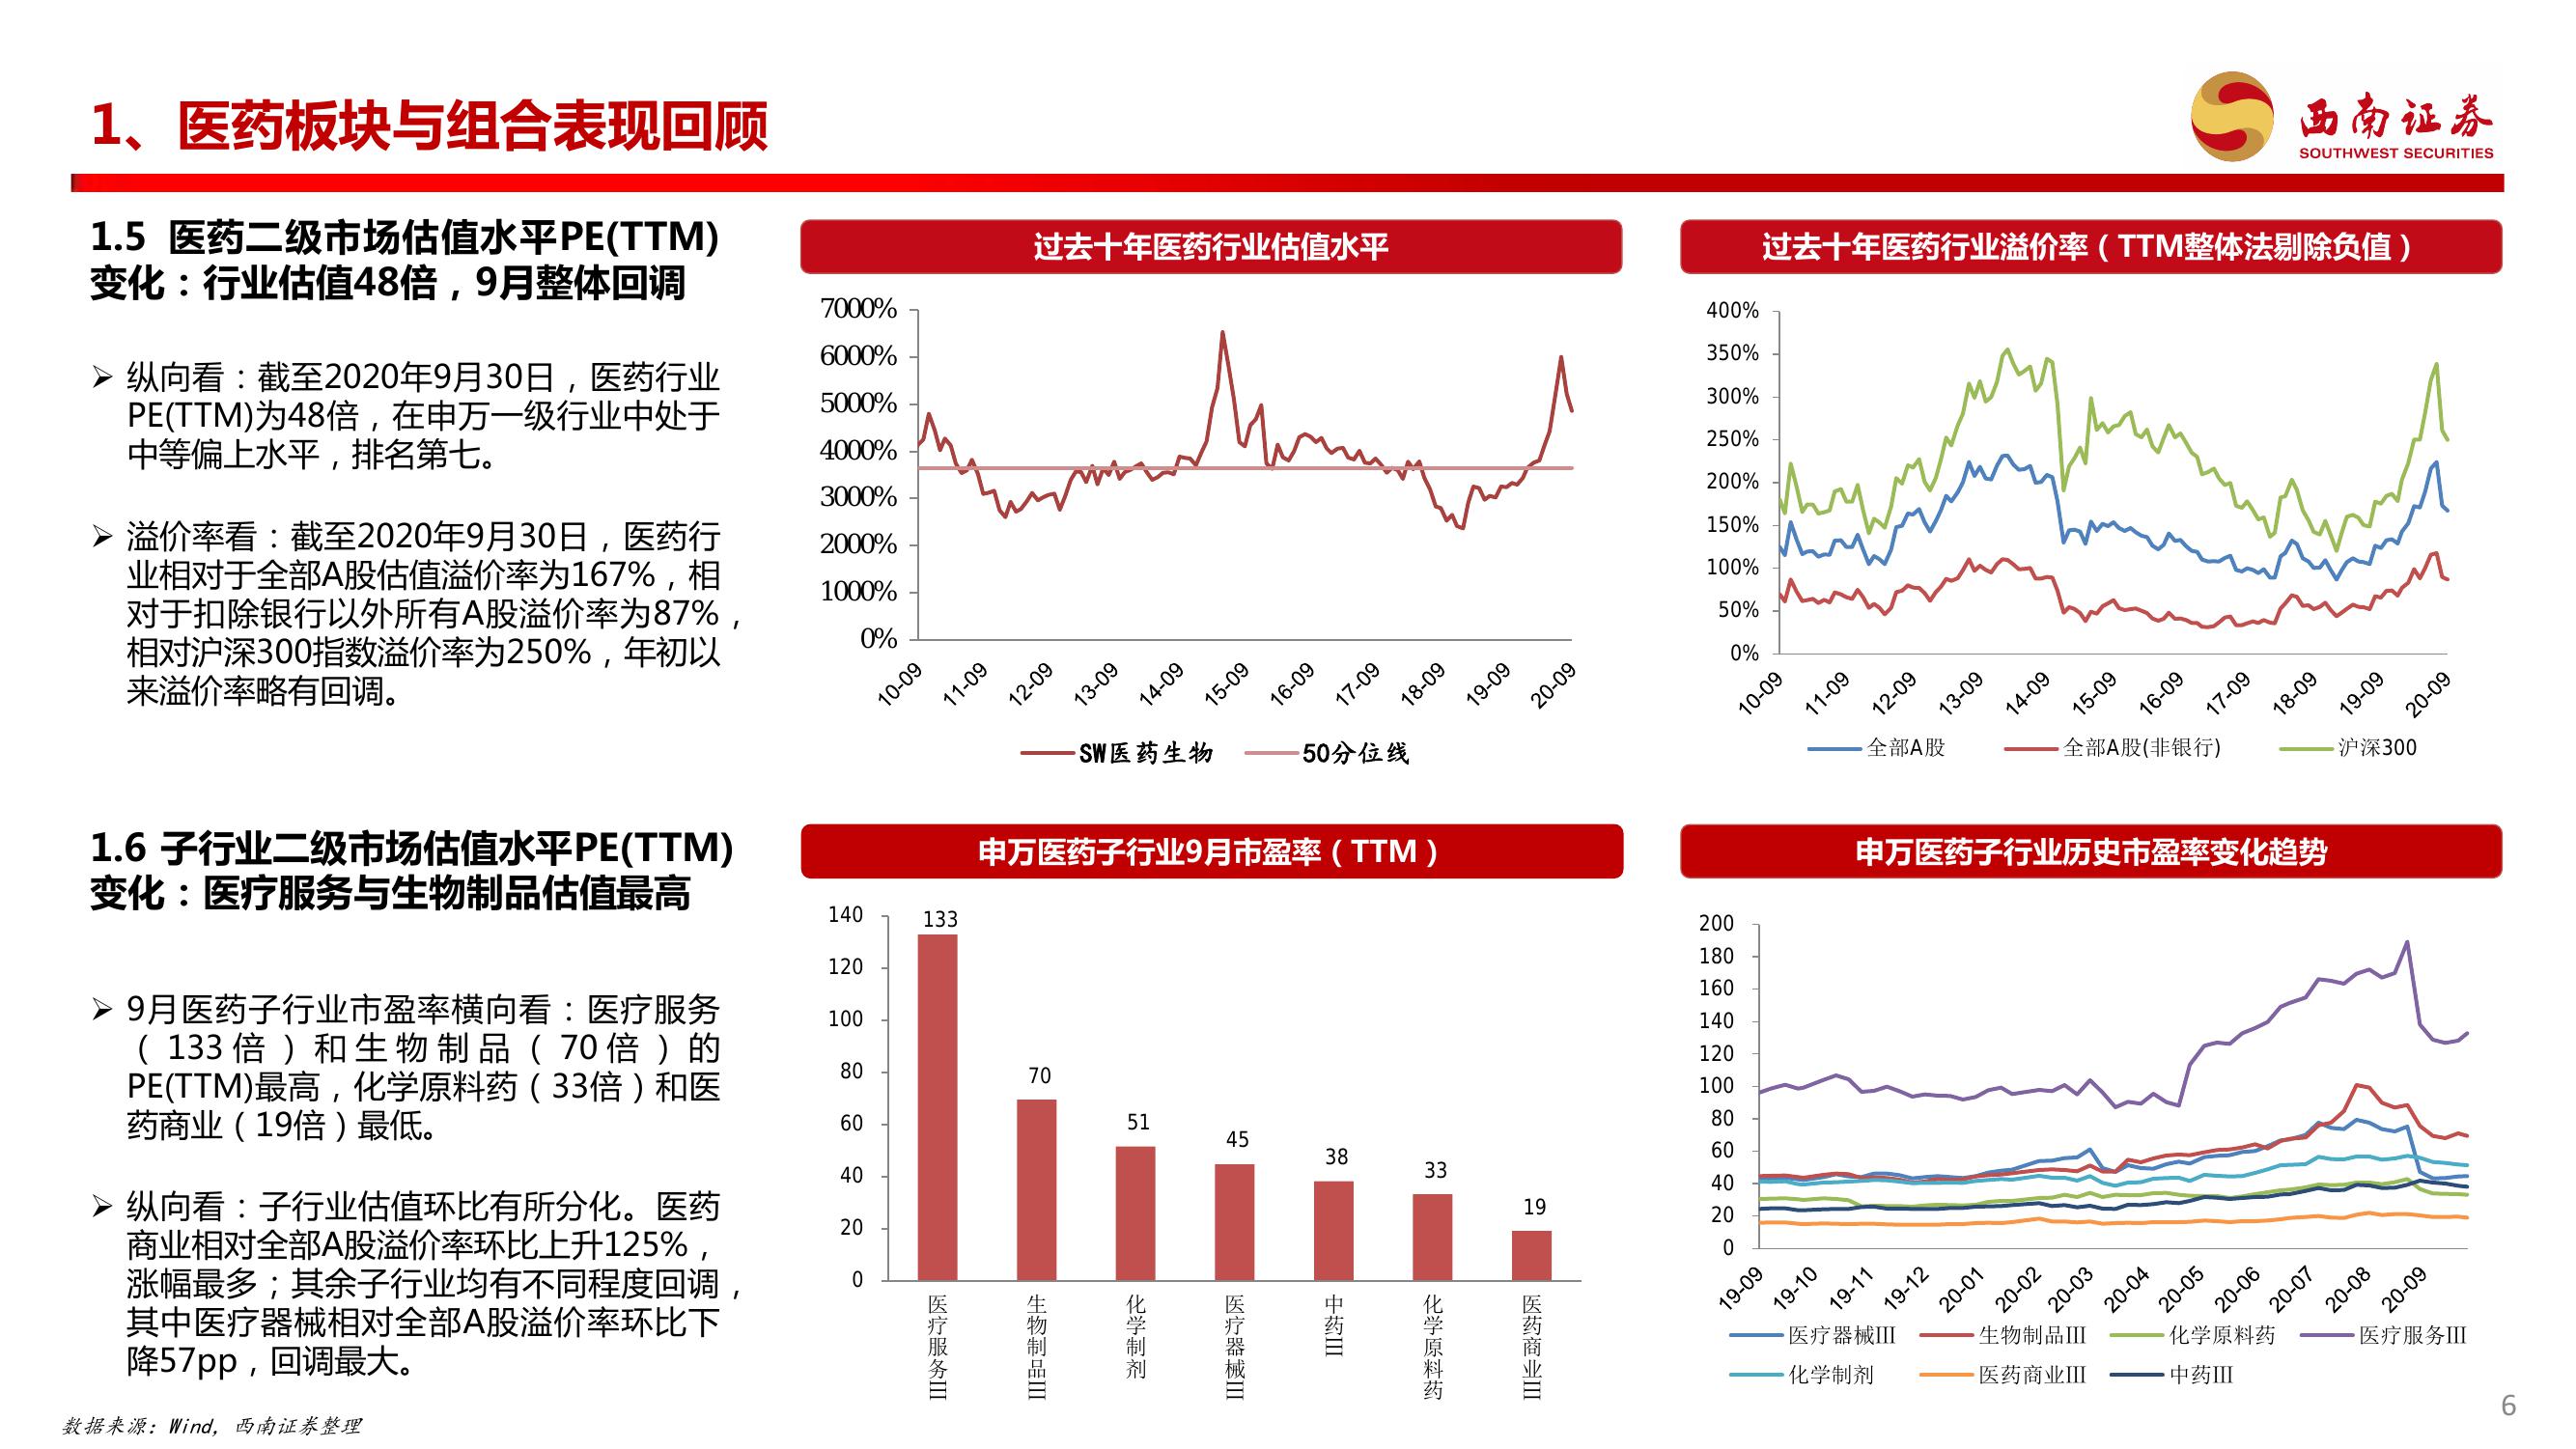 1、医药板块与组合表现回顾
西南证券
SOUTHWEST SECURITIES
1.5 医药二级市场估值水平PE(TTM)
变化：行业估值48倍，9月整体回调
➢ 纵向看：截至2020年9月30日，医药行业
PE(TTM)为48倍，在申万一级行业中处于
中等偏上水平，排名第七。
➢ 溢价率看：截至2020年9月30日，医药行
业相对于全部A股估值溢价率为167%，相
对于扣除银行以外所有A股溢价率为87%，
相对沪深300指数溢价率为250%，年初以
来溢价率略有回调。
过去十年医药行业估值水平
7000%
6000%
5000%
4000%
3000%
2000%
1000%
0%
10-09 11-09 12-09 13-09 14-09 15-09 16-09 17-09 18-09 19-09 20-09
SW医药生物 50分位线
过去十年医药行业溢价率（TTM整体法剔除负值）
400%
350%
300%
250%
200%
150%
100%
50%
0%
10-09 11-09 12-09 13-09 14-09 15-09 16-09 17-09 18-09 19-09 20-09
全部A股 全部A股(非银行) 沪深300
1.6 子行业二级市场估值水平PE(TTM)
变化：医疗服务与生物制品估值最高
➢ 9月医药子行业市盈率横向看：医疗服务
（133倍）和生物制品（70倍）的
PE(TTM)最高，化学原料药（33倍）和医
药商业（19倍）最低。
➢ 纵向看：子行业估值环比有所分化。医药
商业相对全部A股溢价率环比上升125%，
涨幅最多；其余子行业均有不同程度回调，
其中医疗器械相对全部A股溢价率环比下
降57pp，回调最大。
申万医药子行业9月市盈率（TTM）
140
120
100
80
60
40
20
0
133
70
51
45
38
33
19
医疗服务III
生物制品III
化学制剂
医疗器械III
中药III
化学原料药
医药商业III
申万医药子行业历史市盈率变化趋势
200
180
160
140
120
100
80
60
40
20
0
19-09 19-10 19-11 19-12 20-01 20-02 20-03 20-04 20-05 20-06 20-07 20-08 20-09
医疗器械III 生物制品III 化学原料药 医疗服务III
化学制剂 医药商业III 中药III
数据来源：Wind，西南证券整理
6